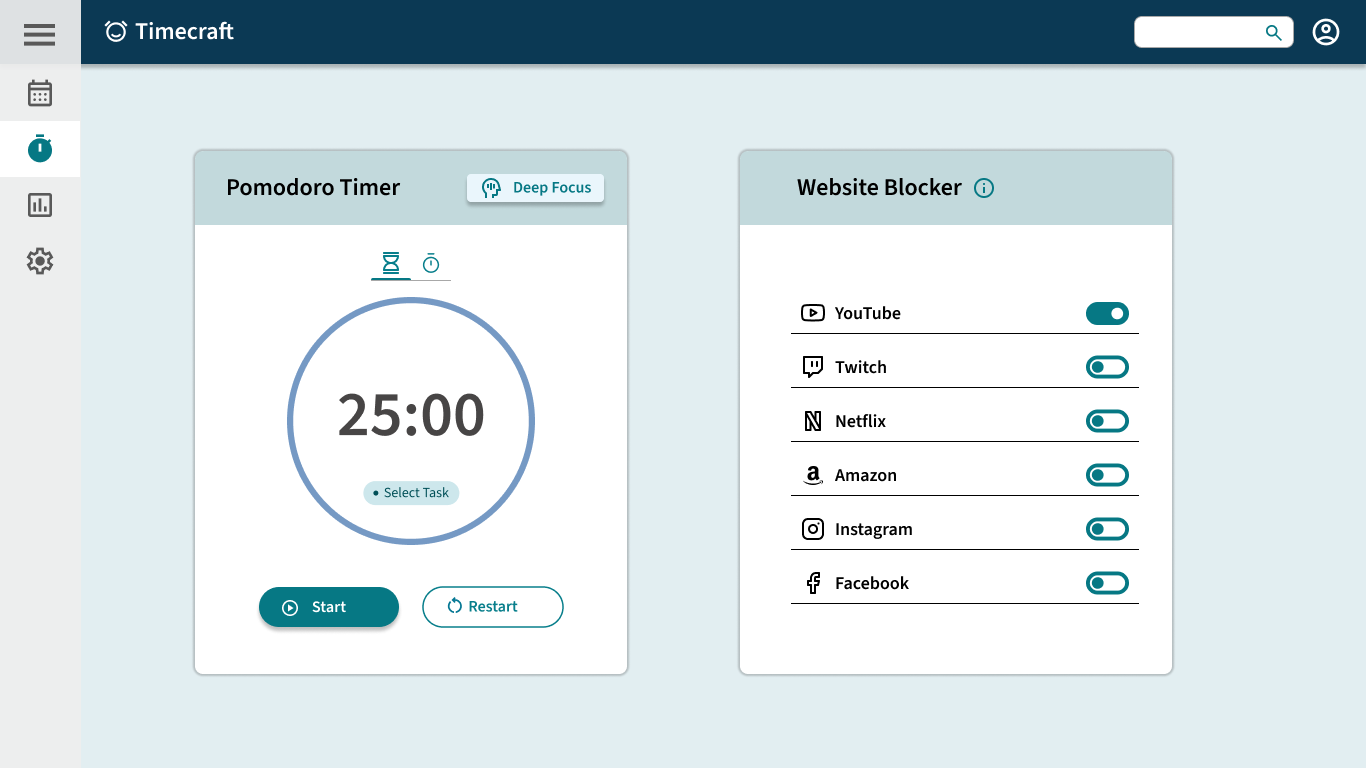 Timecraft
Pomodoro Timer
Deep Focus
25:00
• Select Task
Start
Restart
Website Blocker
YouTube
Twitch
Netflix
Amazon
Instagram
Facebook